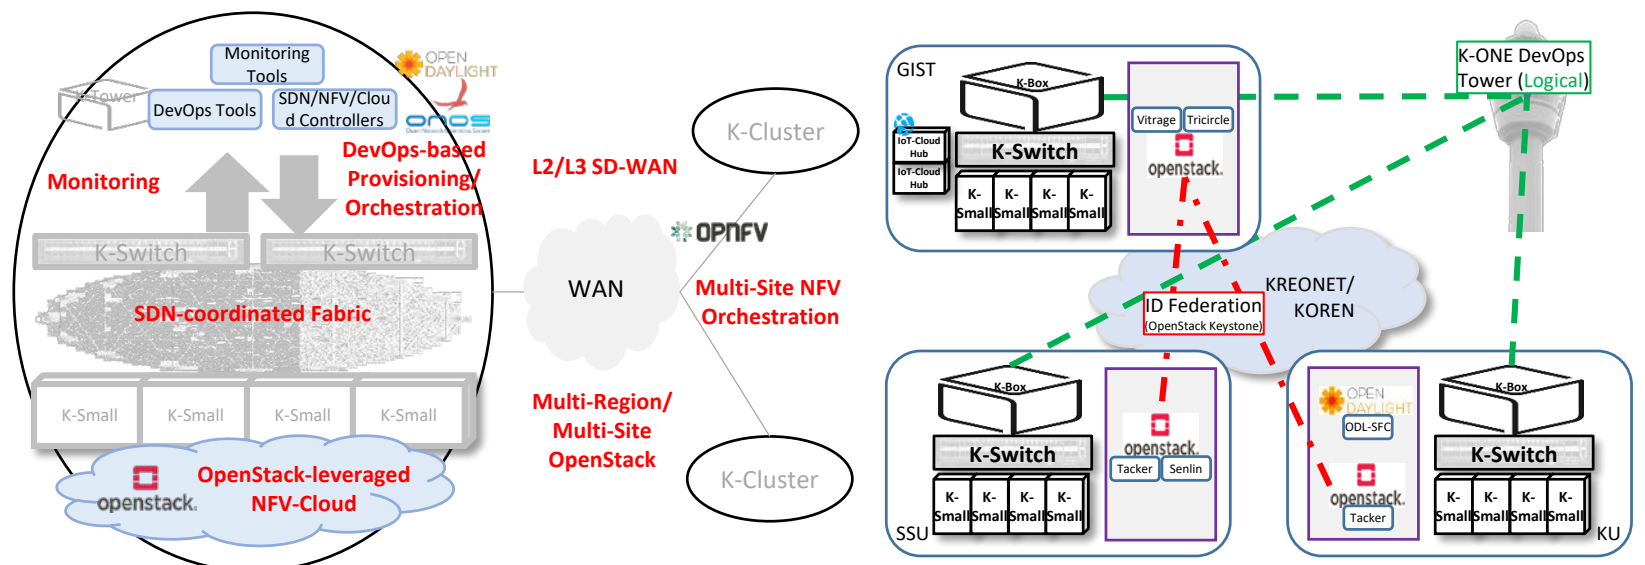 Monitoring
Tools
OPEN
DAYLIGHT
K-Tower
DevOps Tools
SDN/NFV/Clou
d Controllers
onos
Monitoring
DevOps-based
Provisioning/
Orchestration
K-Switch
K-Switch
SDN-coordinated Fabric
K-Small
K-Small
K-Small
K-Small
openstack.
OpenStack-leveraged
NFV-Cloud
L2/L3 SD-WAN
K-Cluster
OPNFV
WAN
Multi-Site NFV
Orchestration
Multi-Region/
Multi-Site
OpenStack
K-Cluster
GIST
K-Box
IoT-Cloud
Hub
IoT-Cloud
Hub
K-Switch
K-
Small
K-
Small
K-
Small
K-
Small
Vitrage
Tricircle
openstack.
K-ONE DevOps
Tower (Logical)
KREONET/
KOREN
ID Federation
(OpenStack Keystone)
K-Box
K-Switch
K-
Small
K-
Small
K-
Small
K-
Small
SSU
openstack.
Tacker
Senlin
OPEN
DAYLIGHT
ODL-SFC
openstack.
Tacker
K-Box
K-Switch
K-
Small
K-
Small
K-
Small
K-
Small
KU